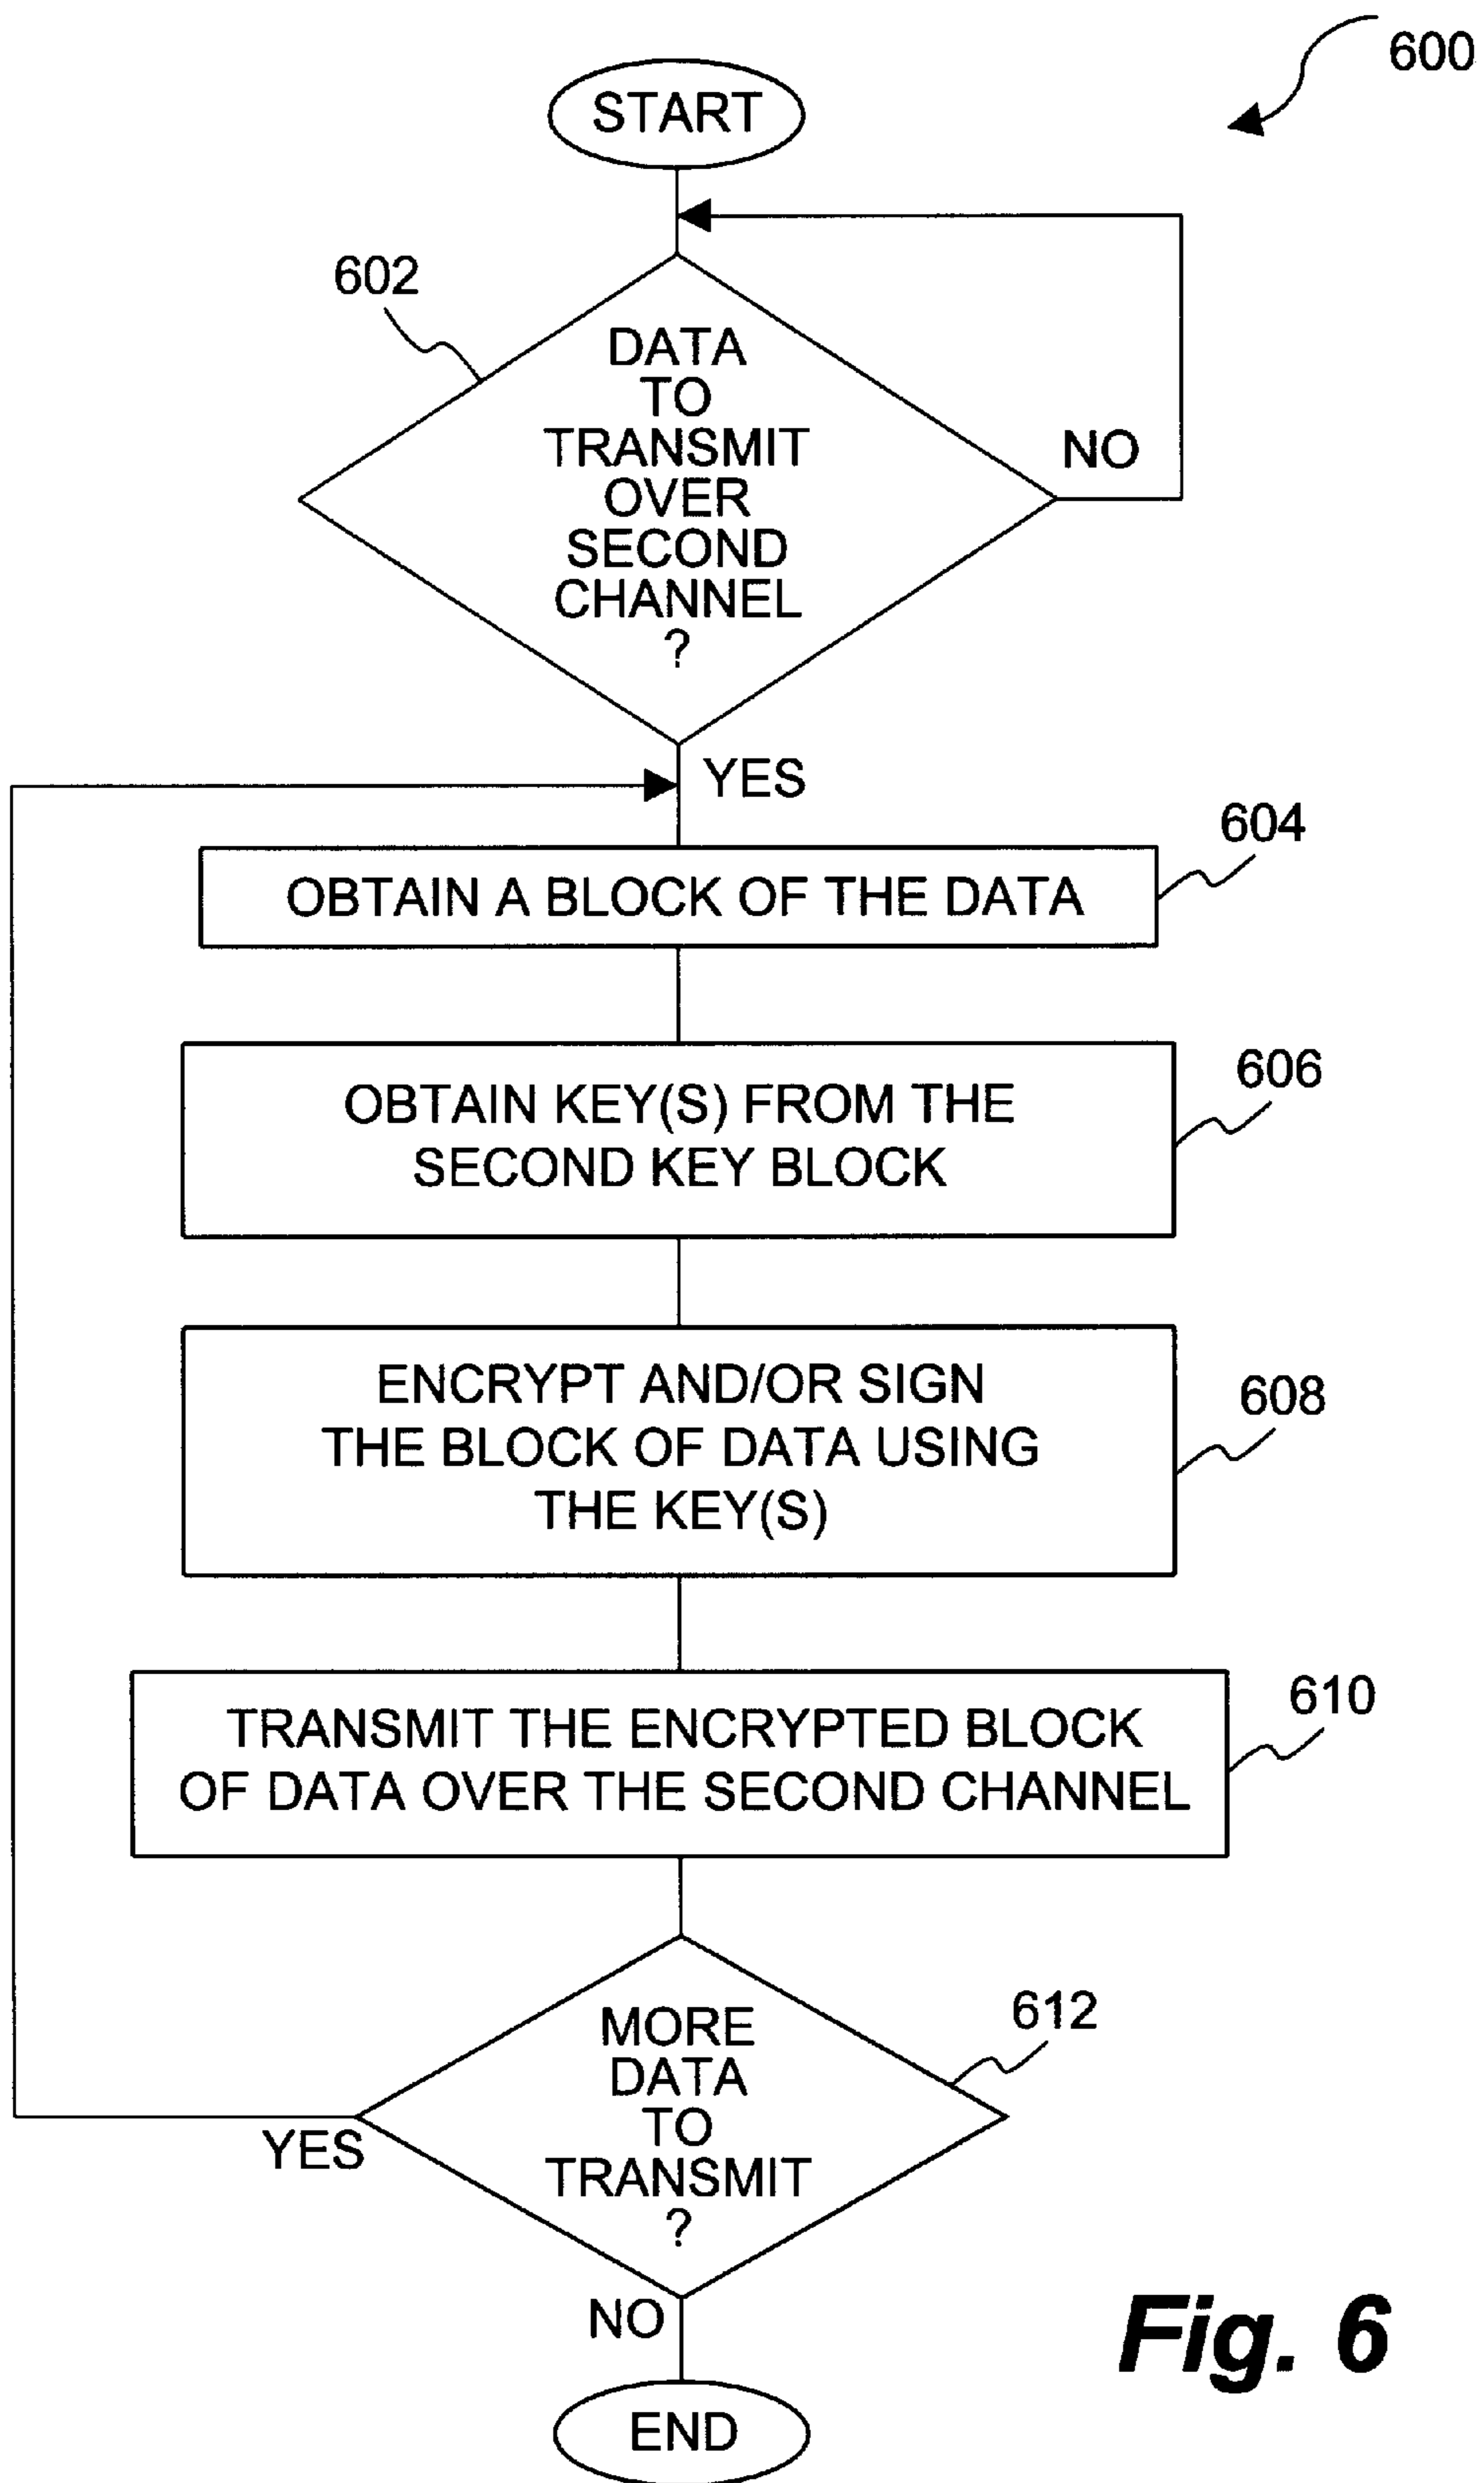 600
START
602
DATA
TO
TRANSMIT
OVER
SECOND
CHANNEL
?
NO
YES
604
OBTAIN A BLOCK OF THE DATA
606
OBTAIN KEY(S) FROM THE
SECOND KEY BLOCK
608
ENCRYPT AND/OR SIGN
THE BLOCK OF DATA USING
THE KEY(S)
610
TRANSMIT THE ENCRYPTED BLOCK
OF DATA OVER THE SECOND CHANNEL
612
MORE
DATA
TO
TRANSMIT
?
YES
NO
END
Fig. 6